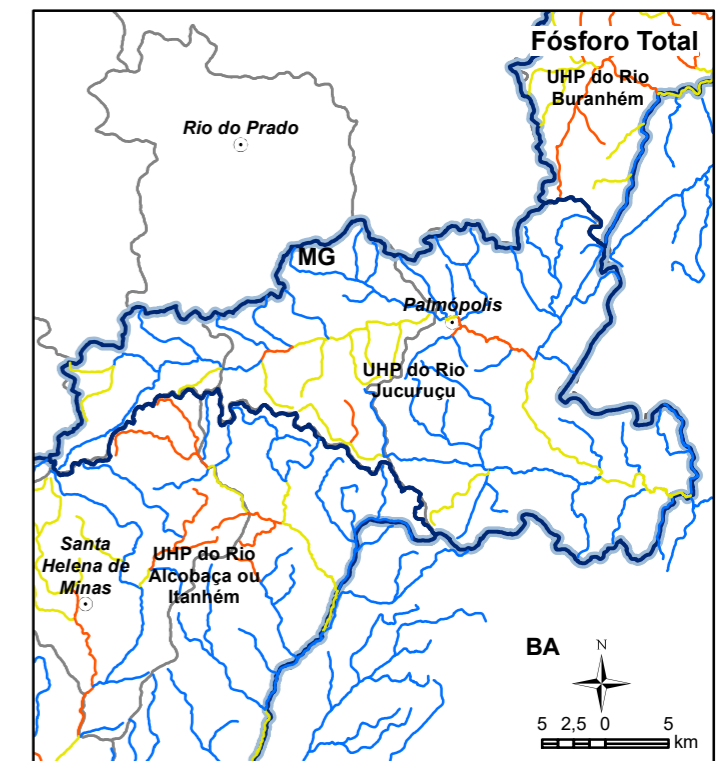 Fósforo Total
UHP do Rio
Buranhém
Rio do Prado
MG
Palmópolis
UHP do Rio
Jucuruçu
Santa
Helena de
Minas
UHP do Rio
Alcobaça ou
Itanhém
BA
N
5 2,5 0 5
km